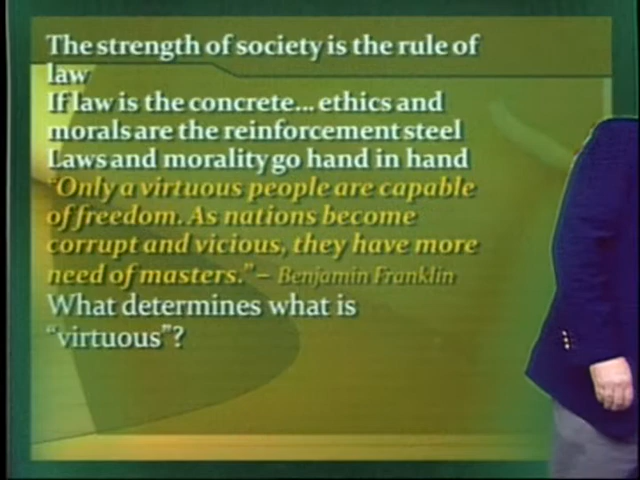 The strength of society is the rule of
law
If law is the concrete... ethics and
morals are the reinforcement steel
Laws and morality go hand in hand
"Only a virtuous people are capable
of freedom. As nations become
corrupt and vicious, they have more
need of masters." – Benjamin Franklin
What determines what is
"virtuous"?